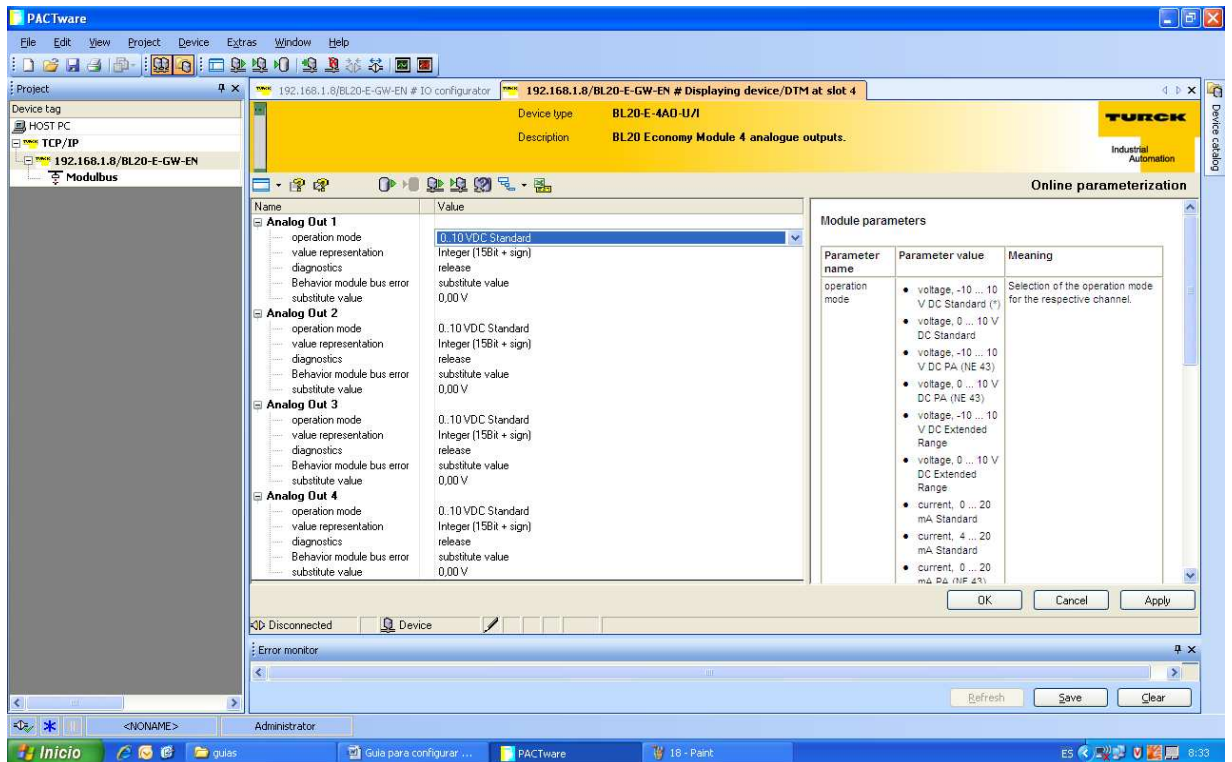 PACTware
File Edit View Project Device Extras Window Help
Project
Device tag
HOST PC
TCP/IP
192.168.1.8/BL20-E-GW-EN
Modulbus
192.168.1.8/BL20-E-GW-EN # IO configurator
192.168.1.8/BL20-E-GW-EN # Displaying device/DTM at slot 4
Device type BL20-E-4AO-U/I
Description BL20 Economy Module 4 analogue outputs.
TURCK
Industrial
Automation
Device catalog
Online parameterization
Name Value
Analog Out 1
operation mode 0..10 VDC Standard
value representation Integer (15Bit + sign)
diagnostics release
Behavior module bus error substitute value
substitute value 0,00 V
Analog Out 2
operation mode 0..10 VDC Standard
value representation Integer (15Bit + sign)
diagnostics release
Behavior module bus error substitute value
substitute value 0,00 V
Analog Out 3
operation mode 0..10 VDC Standard
value representation Integer (15Bit + sign)
diagnostics release
Behavior module bus error substitute value
substitute value 0,00 V
Analog Out 4
operation mode 0..10 VDC Standard
value representation Integer (15Bit + sign)
diagnostics release
Behavior module bus error substitute value
substitute value 0,00 V
Module parameters
Parameter name
Parameter value
Meaning
operation mode
voltage, -10 ... 10
V DC Standard (*)
voltage, 0 ... 10 V
DC Standard
voltage, -10 ... 10
V DC PA (NE 43)
voltage, 0 ... 10 V
DC PA (NE 43)
voltage, -10 ... 10
V DC Extended
Range
voltage, 0 ... 10 V
DC Extended
Range
current, 0 ... 20
mA Standard
current, 4 ... 20
mA Standard
current, 0 ... 20
mA PA (NE 43)
Selection of the operation mode
for the respective channel.
OK Cancel Apply
Disconnected Device
Error monitor
Refresh Save Clear
<NONAME> Administrator
Inicio guias Guia para configurar ... PACTware 18 - Paint ES 8:33